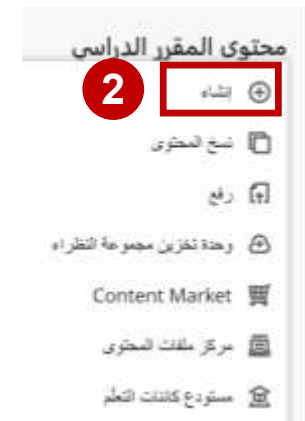 محتوى المقرر الدراسي
2
إنشاء
نسخ المحتوى
رفع
وحدة تخزين مجموعة النظراء
Content Market
مركز ملفات المحتوى
مستودع كائنات التعلم